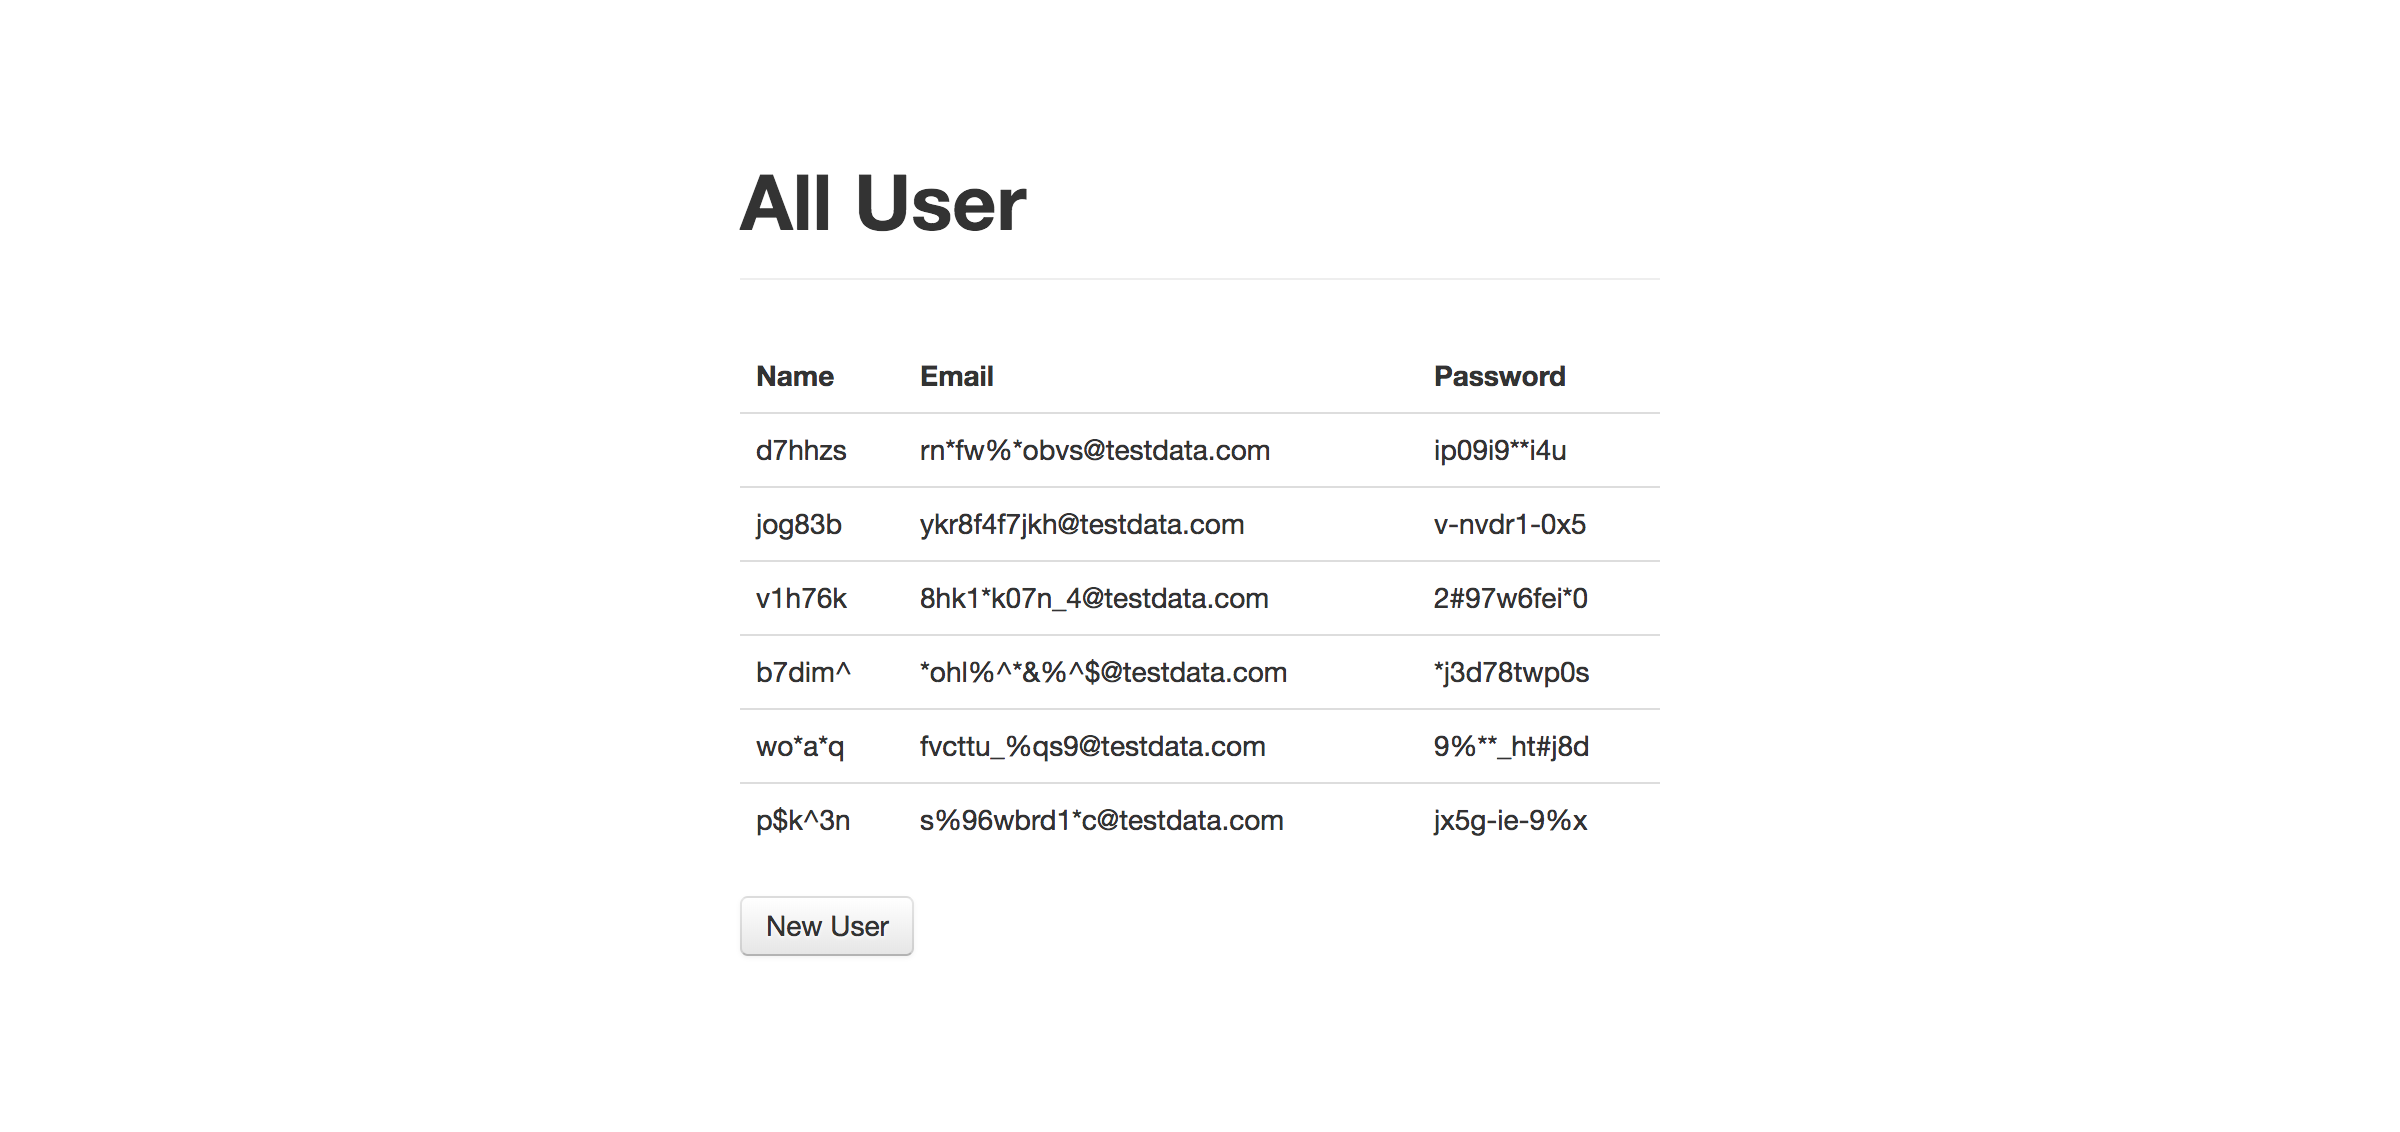 All User
Name Email Password
d7hhzs rn*fw%*obvs@testdata.com ip09i9**i4u
jog83b ykr8f4f7jkh@testdata.com v-nvdr1-0x5
v1h76k 8hk1*k07n_4@testdata.com 2#97w6fei*0
b7dim^ *ohl%^*&%^$@testdata.com *j3d78twp0s
wo*a*q fvcttu_%qs9@testdata.com 9%**_ht#j8d
p$k^3n s%96wbrd1*c@testdata.com jx5g-ie-9%x
New User